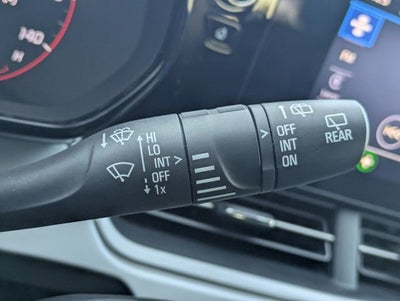 140
H
HI
LO
INT
OFF
1x
OFF
INT
ON
REAR